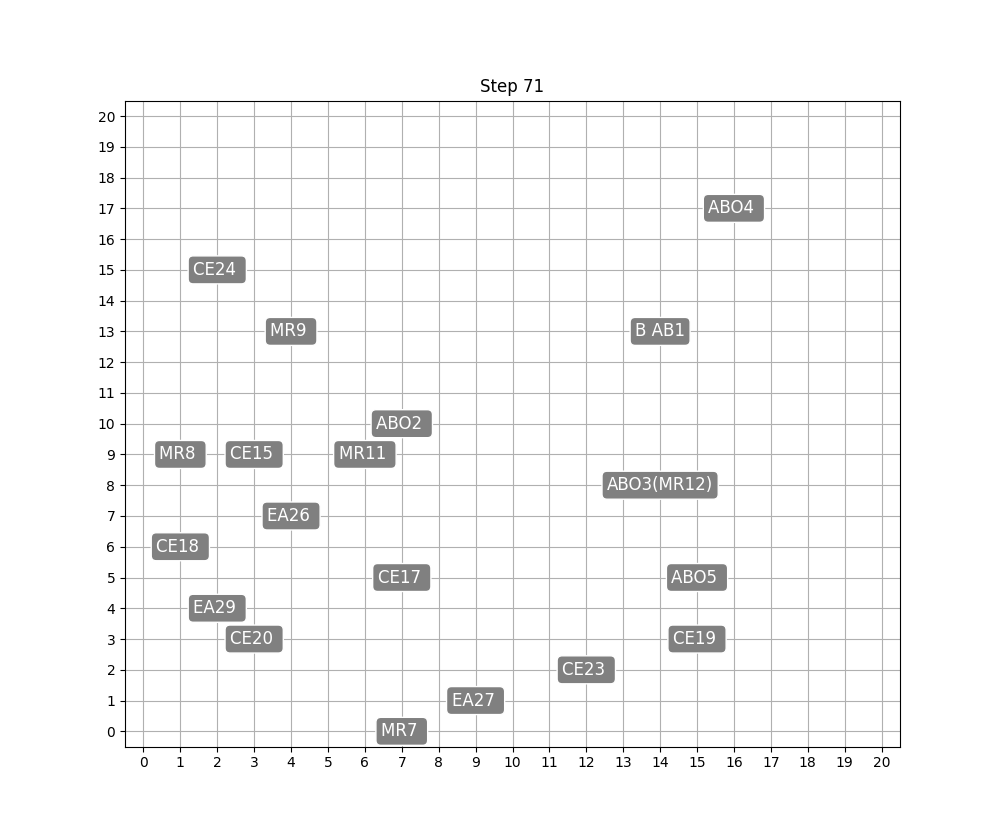 Step 71
20
19
18
17 ABO4
16
15 CE24
14
13 MR9 B AB1
12
11
10 ABO2
9 MR8 CE15 MR11
8 ABO3(MR12)
7 EA26
6 CE18
5 CE17 ABO5
4 EA29
3 CE20 CE19
2 CE23
1 EA27
0 MR7
0 1 2 3 4 5 6 7 8 9 10 11 12 13 14 15 16 17 18 19 20